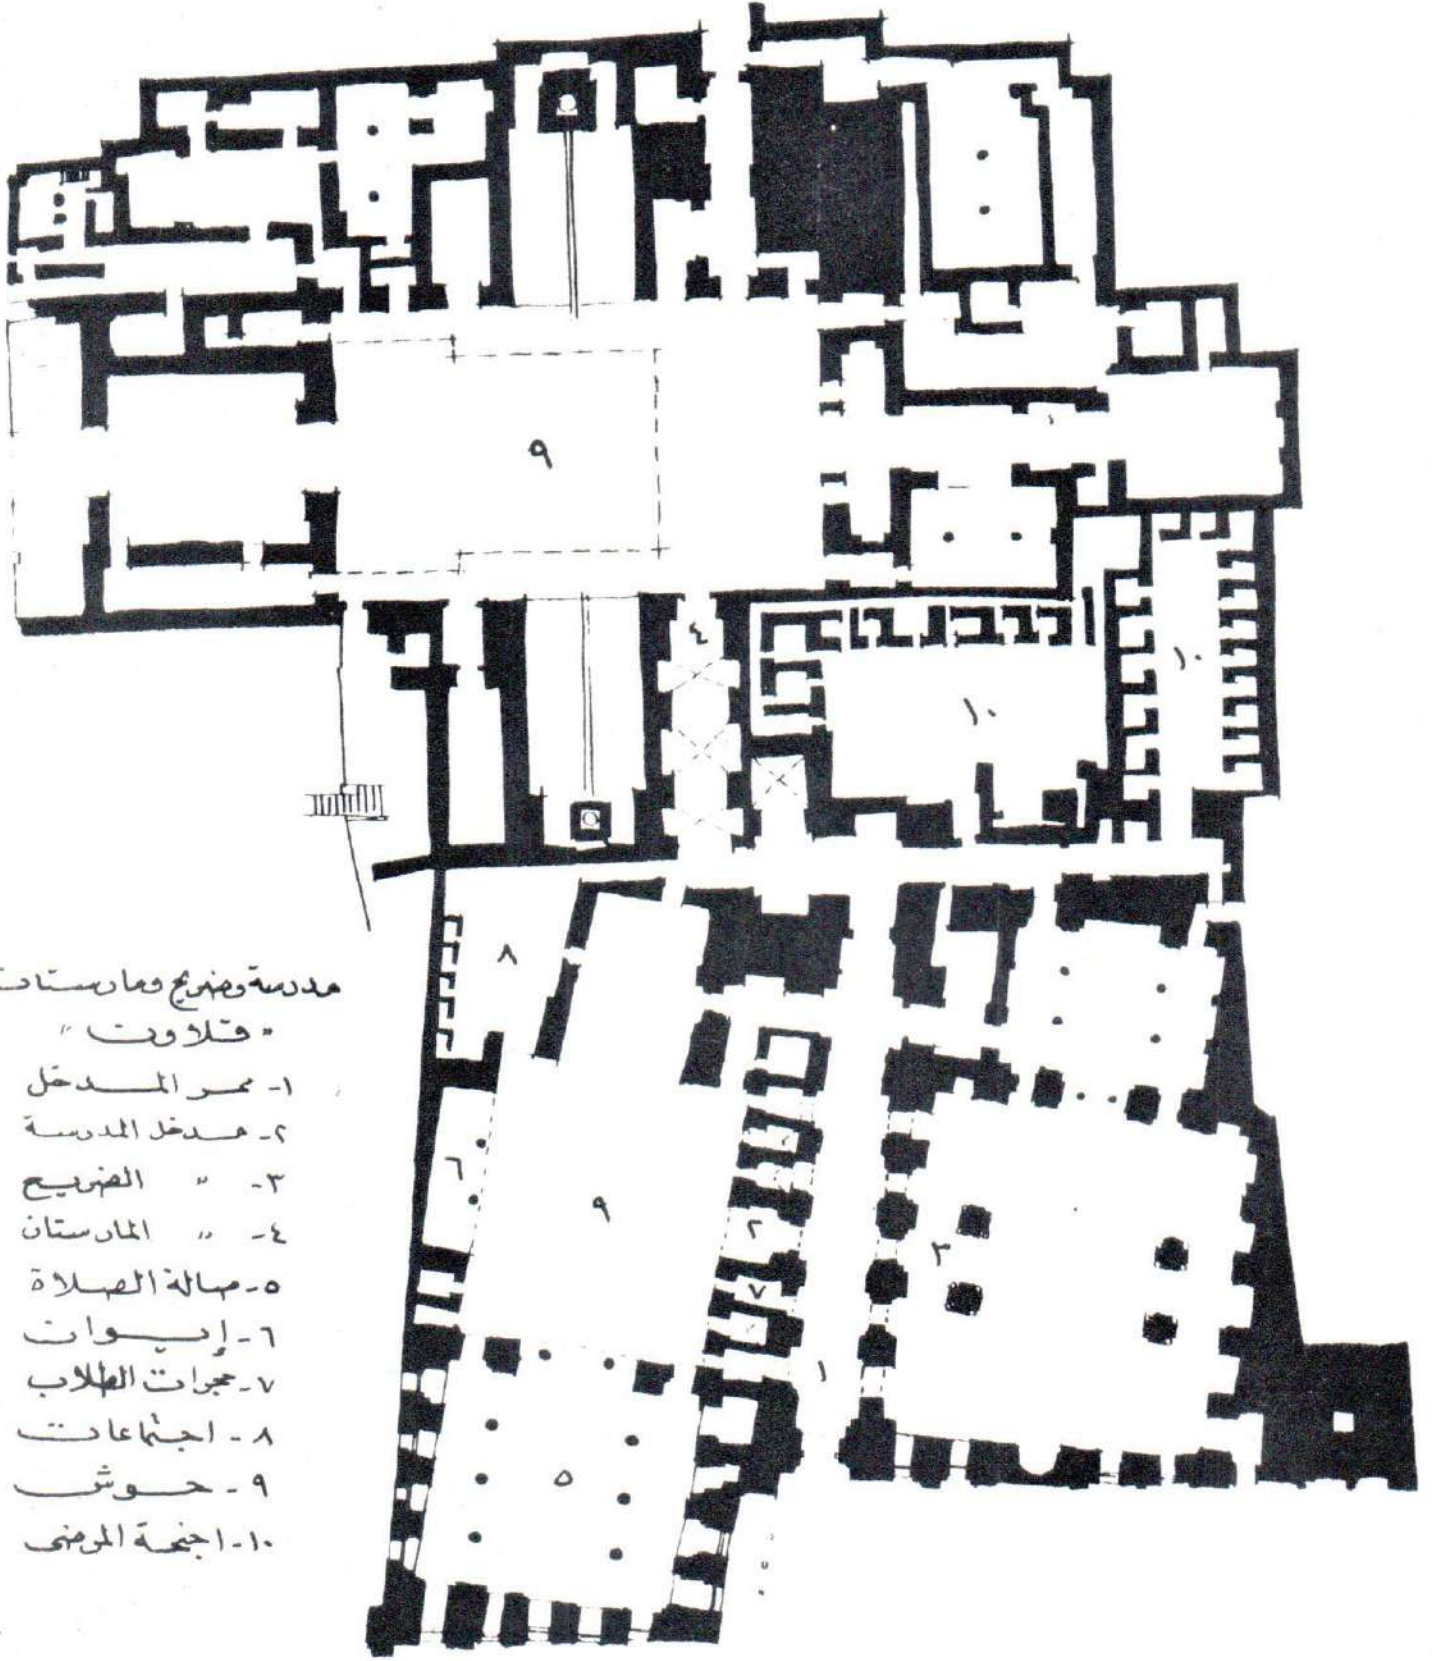 مدرسة وضريح ومارستان
"قلاوون"
١- ممر المدخل
٢- مدخل المدرسة
٣- " الضريح
٤- " المارستان
٥- صالة الصلاة
٦- إيوان
٧- حجرات الطلاب
٨- اجتماعات
٩- حوش
١٠- اجنحة المرضى
٩
٤
١٠
١٠
٨
٦
٩
٢
٧
٣
١
٥